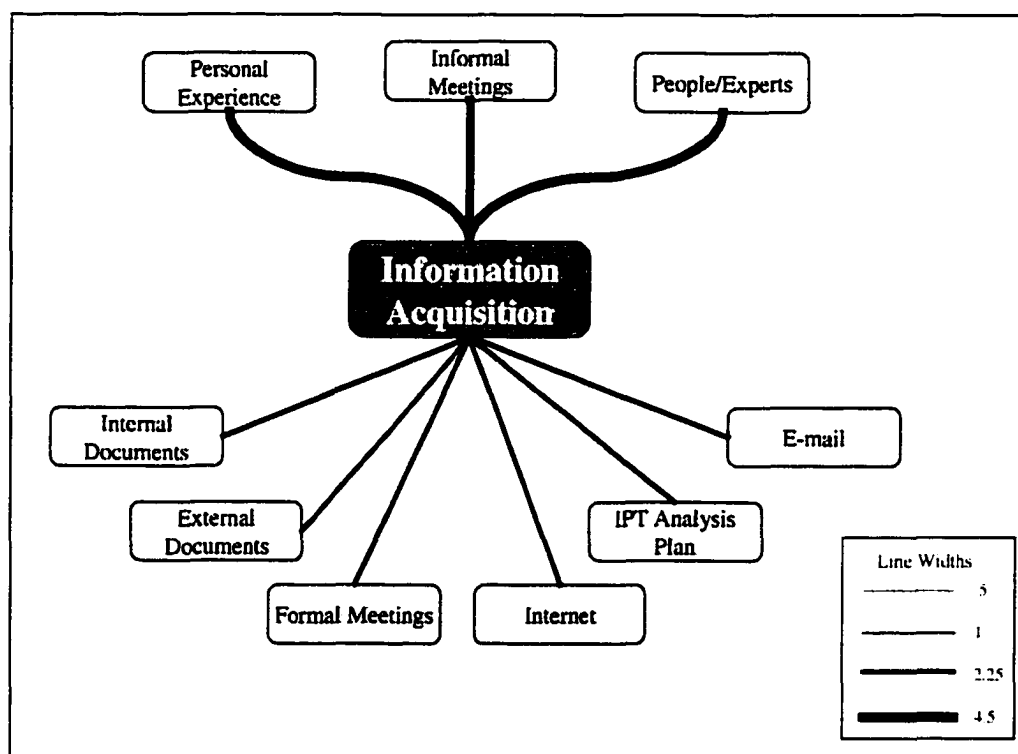 Personal
Experience
Informal
Meetings
People/Experts
Information
Acquisition
Internal
Documents
E-mail
External
Documents
IPT Analysis
Plan
Formal Meetings
Internet
Line Widths
.5
1
2.25
4.5